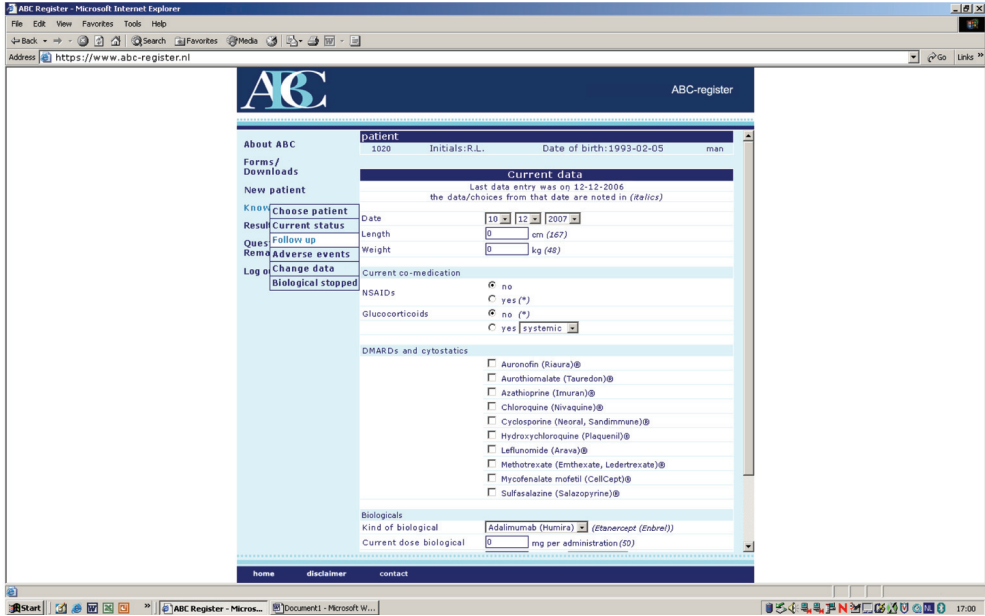 ABC Register - Microsoft Internet Explorer
File Edit View Favorites Tools Help
Back Search Favorites Media
Address https://www.abc-register.nl Go Links »
ABC ABC-register
About ABC
Forms/
Downloads
New patient
Know
Resul
Ques
Rema
Log o
Choose patient
Current status
Follow up
Adverse events
Change data
Biological stopped
patient
1020 Initials:R.L. Date of birth:1993-02-05 man
Current data
Last data entry was on 12-12-2006
the data/choices from that date are noted in (italics)
Date 10 12 2007
Length 0 cm (167)
Weight 0 kg (48)
Current co-medication
NSAIDs no
yes (*)
Glucocorticoids no (*)
yes systemic
DMARDs and cytostatics
Auronofin (Riaura)®
Aurothiomalate (Tauredon)®
Azathioprine (Imuran)®
Chloroquine (Nivaquine)®
Cyclosporine (Neoral, Sandimmune)®
Hydroxychloroquine (Plaquenil)®
Leflunomide (Arava)®
Methotrexate (Emthexate, Ledertrexate)®
Mycofenalate mofetil (CellCept)®
Sulfasalazine (Salazopyrine)®
Biologicals
Kind of biological Adalimumab (Humira) (Etanercept (Enbrel))
Current dose biological 0 mg per administration (50)
home disclaimer contact
Start » ABC Register - Micros... Document1 - Microsoft W... NL 17:00